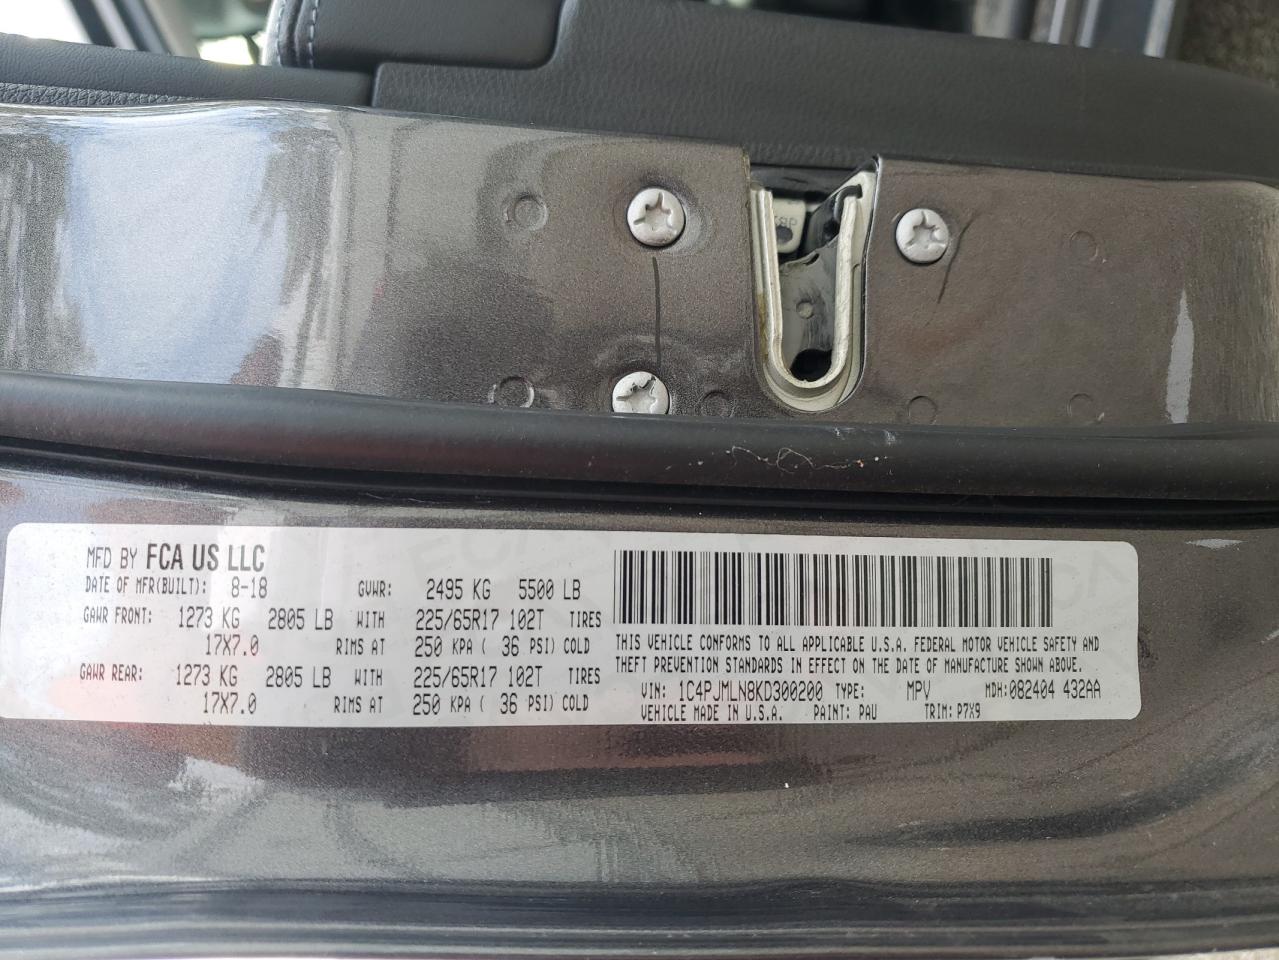 MFD BY FCA US LLC
DATE OF MFR(BUILT): 8-18 GVWR: 2495 KG 5500 LB
GAWR FRONT: 1273 KG 2805 LB WITH 225/65R17 102T TIRES
17X7.0 RIMS AT 250 KPA ( 36 PSI) COLD
GAWR REAR: 1273 KG 2805 LB WITH 225/65R17 102T TIRES
17X7.0 RIMS AT 250 KPA ( 36 PSI) COLD
THIS VEHICLE CONFORMS TO ALL APPLICABLE U.S.A. FEDERAL MOTOR VEHICLE SAFETY AND
THEFT PREVENTION STANDARDS IN EFFECT ON THE DATE OF MANUFACTURE SHOWN ABOVE.
VIN: 1C4PJMLN8KD300200 TYPE: MPV MDH: 082404 432AA
VEHICLE MADE IN U.S.A. PAINT: PAU TRIM: P7X9